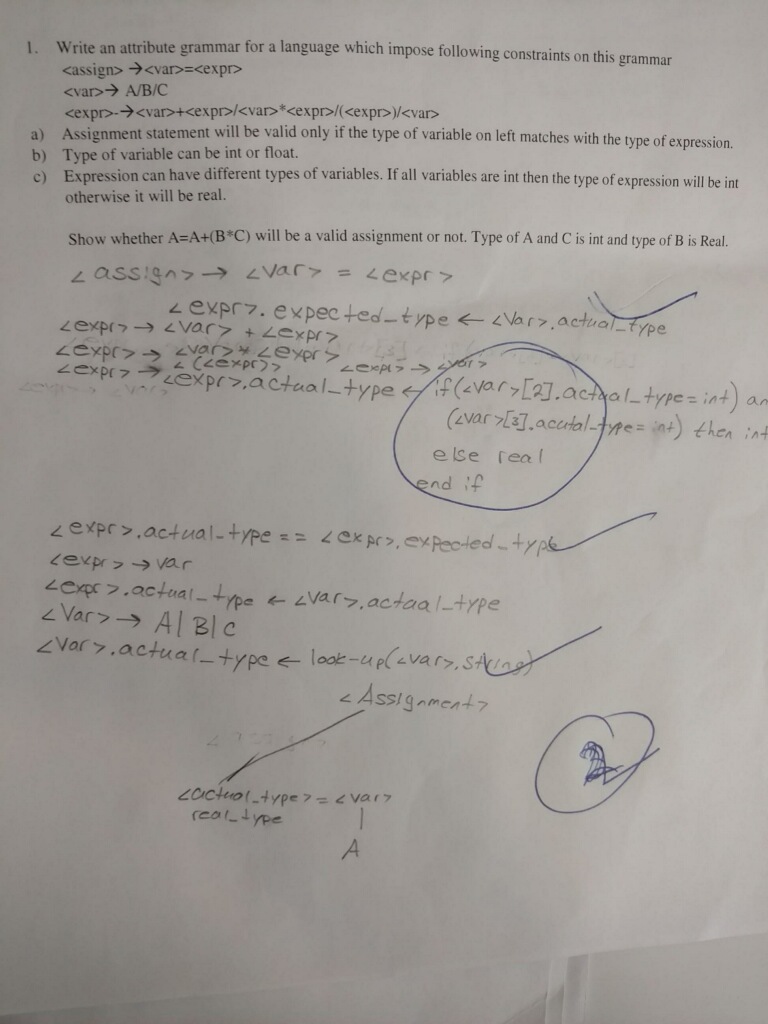 1. Write an attribute grammar for a language which impose following constraints on this grammar
<assign> →<var>=<expr>
<var>→ A/B/C
<expr>-→<var>+<expr>/<var>*<expr>/(<expr>)/<var>
a) Assignment statement will be valid only if the type of variable on left matches with the type of expression.
b) Type of variable can be int or float.
c) Expression can have different types of variables. If all variables are int then the type of expression will be int
otherwise it will be real.
Show whether A=A+(B*C) will be a valid assignment or not. Type of A and C is int and type of B is Real.
<assign> → <var> = <expr>
<expr>.expected_type ← <Var>.actual_type
<expr> → <var> + <expr>
<expr> → <var> * <expr>
<expr> → <(<expr>> <expr> → <var>
<expr>.actual_type ← if(<var>[2].actual_type = int) an
(<var>[3].acutal_type = int) then int
else real
end if
<expr>.actual_type == <expr>.expected_type
<expr> → var
<expr>.actual_type ← <var>.actual_type
<Var> → A|B|C
<Var>.actual_type ← look-up(<var>.string)
<Assignment>
<actual_type> = <var>
real_type
A
2